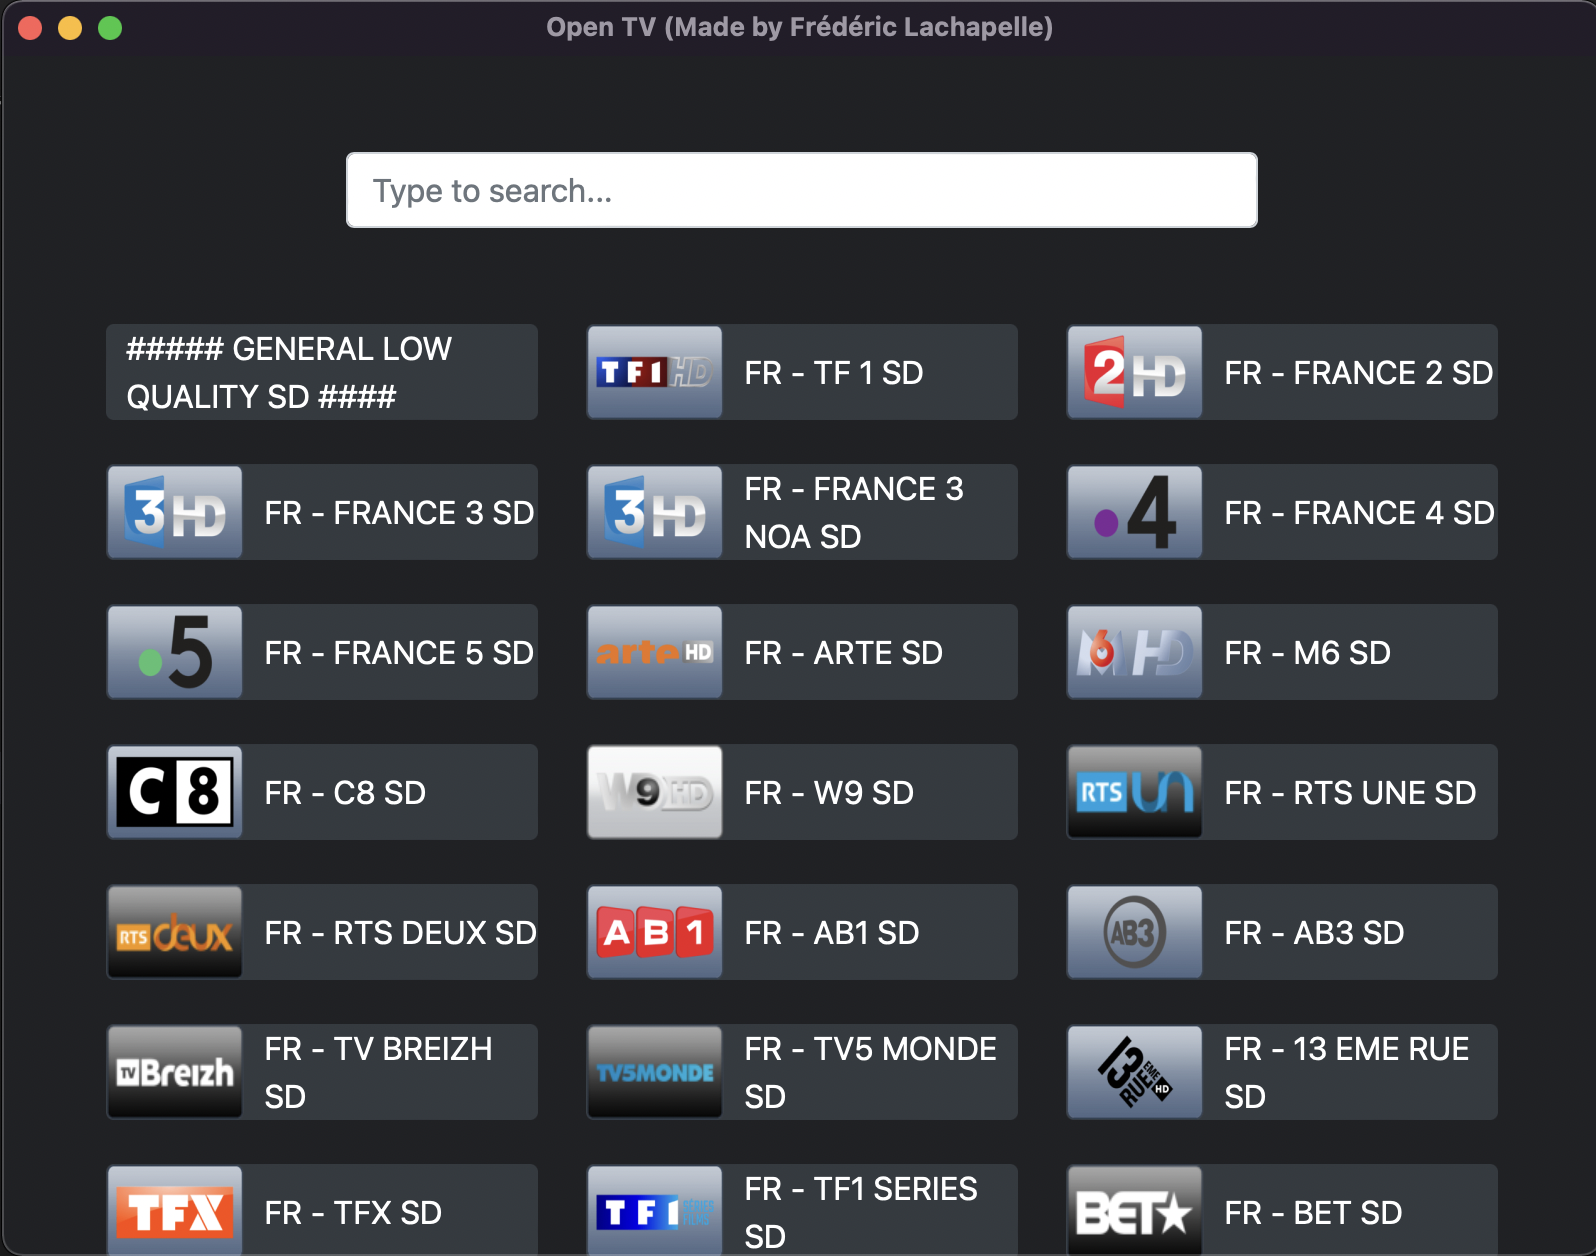 Open TV (Made by Frédéric Lachapelle)
Type to search...
##### GENERAL LOW
QUALITY SD ####
TF1 HD
FR - TF 1 SD
2 HD
FR - FRANCE 2 SD
3 HD
FR - FRANCE 3 SD
3 HD
FR - FRANCE 3
NOA SD
4
FR - FRANCE 4 SD
5
FR - FRANCE 5 SD
arte HD
FR - ARTE SD
M6 HD
FR - M6 SD
C8
FR - C8 SD
W9 HD
FR - W9 SD
RTS UN
FR - RTS UNE SD
RTS deux
FR - RTS DEUX SD
AB1
FR - AB1 SD
AB3
FR - AB3 SD
TV Breizh
FR - TV BREIZH
SD
TV5MONDE
FR - TV5 MONDE
SD
13
EME
RUE HD
FR - 13 EME RUE
SD
TFX
FR - TFX SD
TF1 SÉRIES
FILMS
FR - TF1 SERIES
SD
BET★
FR - BET SD